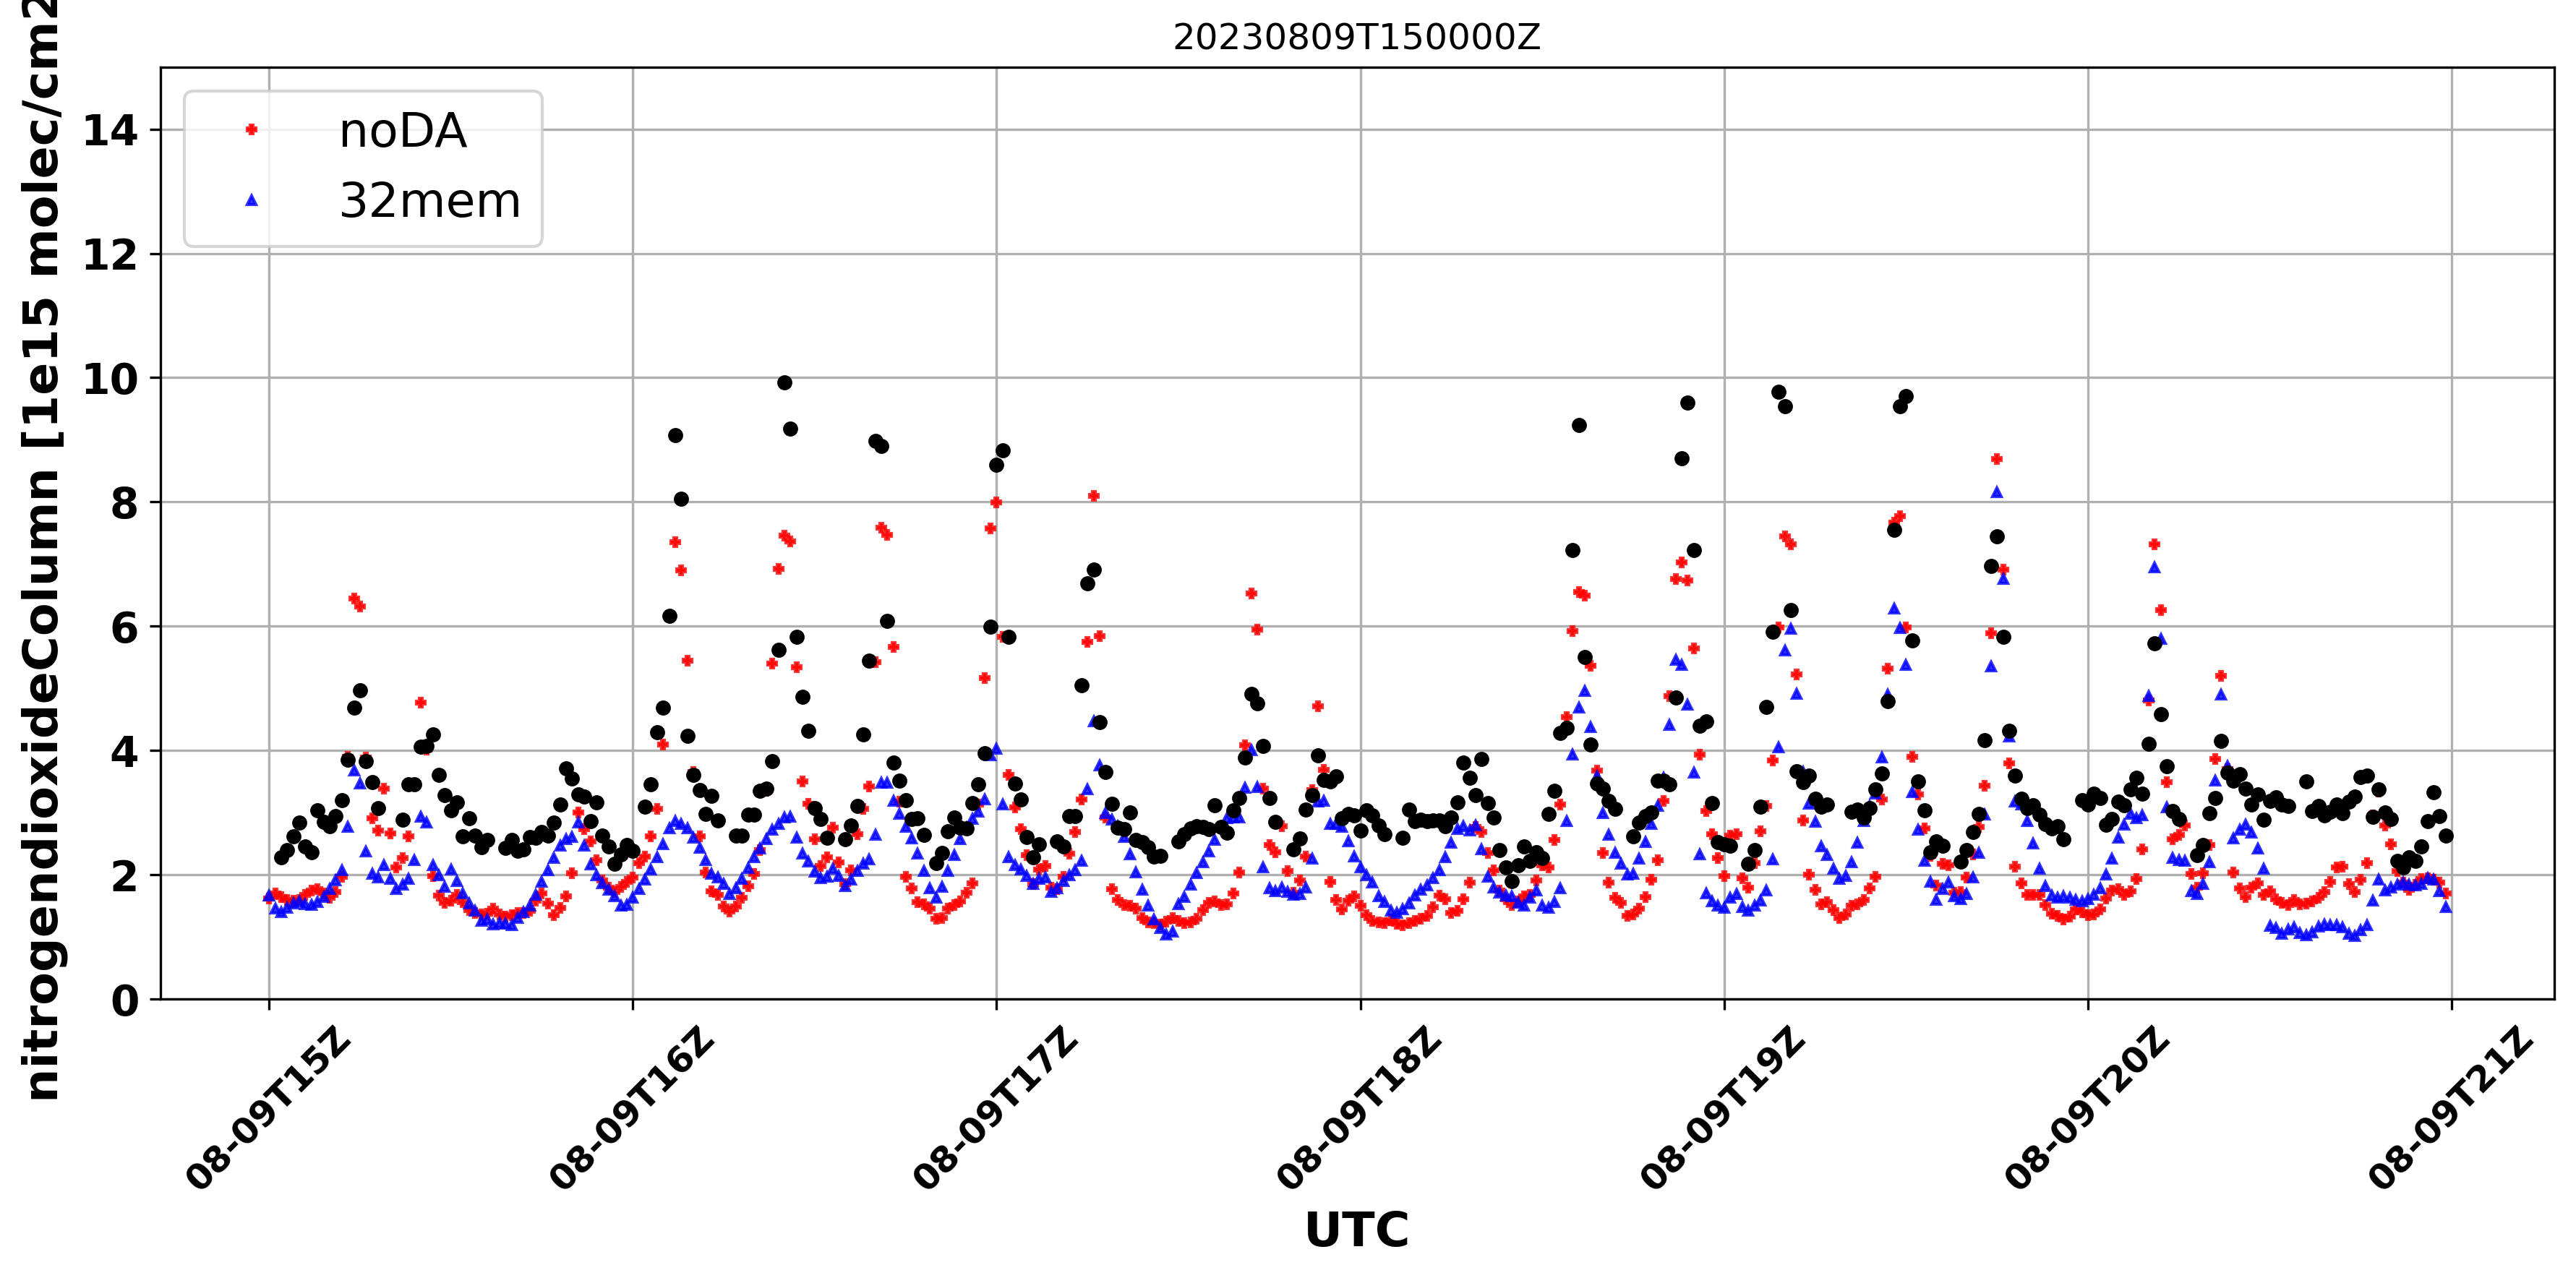 20230809T150000Z
nitrogendioxideColumn [1e15 molec/cm2
14
12
10
8
6
4
2
0
noDA
32mem
08-09T15Z
08-09T16Z
08-09T17Z
08-09T18Z
08-09T19Z
08-09T20Z
08-09T21Z
UTC